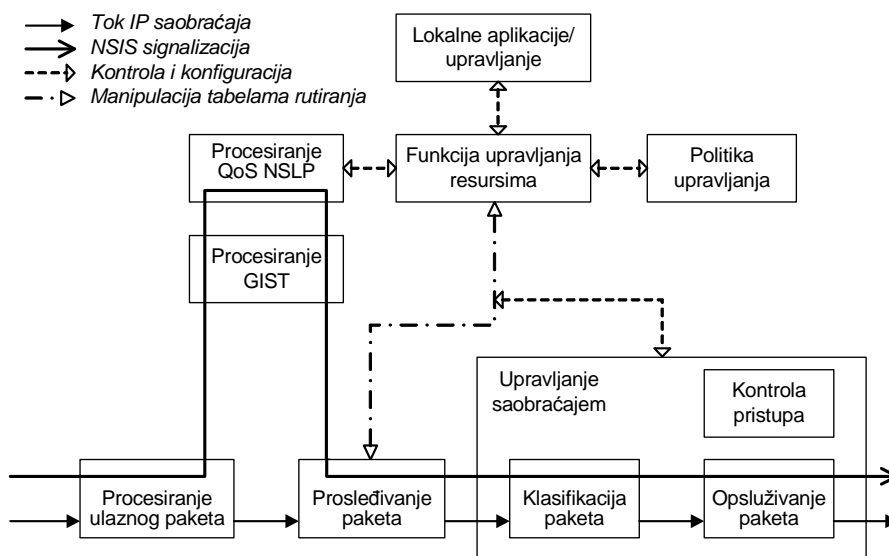 Tok IP saobraćaja
NSIS signalizacija
Kontrola i konfiguracija
Manipulacija tabelama rutiranja
Lokalne aplikacije/
upravljanje
Procesiranje
QoS NSLP
Funkcija upravljanja
resursima
Politika
upravljanja
Procesiranje
GIST
Upravljanje
saobraćajem
Kontrola
pristupa
Procesiranje
ulaznog paketa
Prosleđivanje
paketa
Klasifikacija
paketa
Opsluživanje
paketa